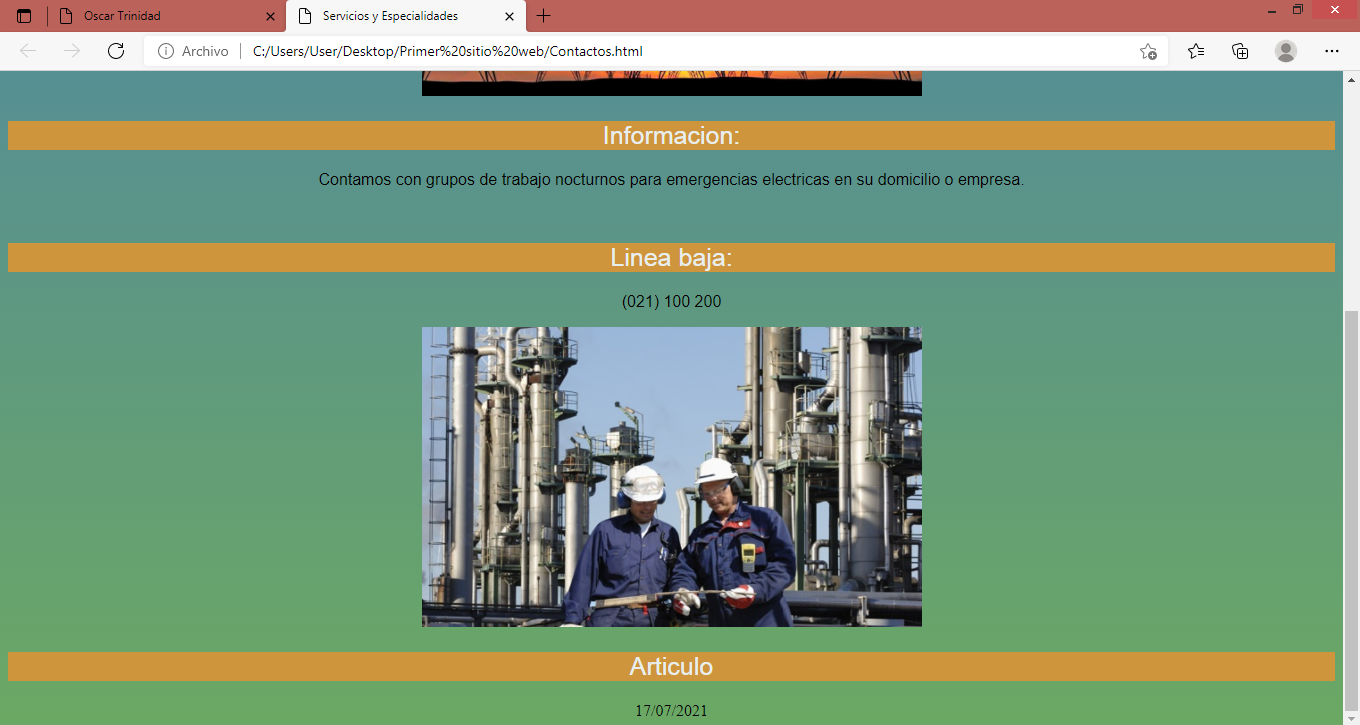 Oscar Trinidad
Servicios y Especialidades
Archivo
C:/Users/User/Desktop/Primer%20sitio%20web/Contactos.html
Informacion:
Contamos con grupos de trabajo nocturnos para emergencias electricas en su domicilio o empresa.
Linea baja:
(021) 100 200
Articulo
17/07/2021